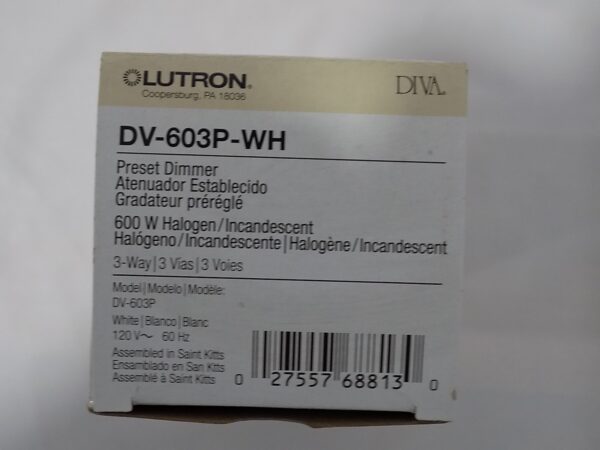 LUTRON®
Coopersburg, PA 18036
DIVA®
DV-603P-WH
Preset Dimmer
Atenuador Establecido
Gradateur préréglé
600 W Halogen/Incandescent
Halógeno/Incandescente|Halogène/Incandescent
3-Way|3 Vias|3 Voies
Model|Modelo|Modèle:
DV-603P
White|Blanco|Blanc
120 V~ 60 Hz
Assembled in Saint Kitts
Ensamblado en San Kitts
Assemblé à Saint Kitts
0 27557 68813 0